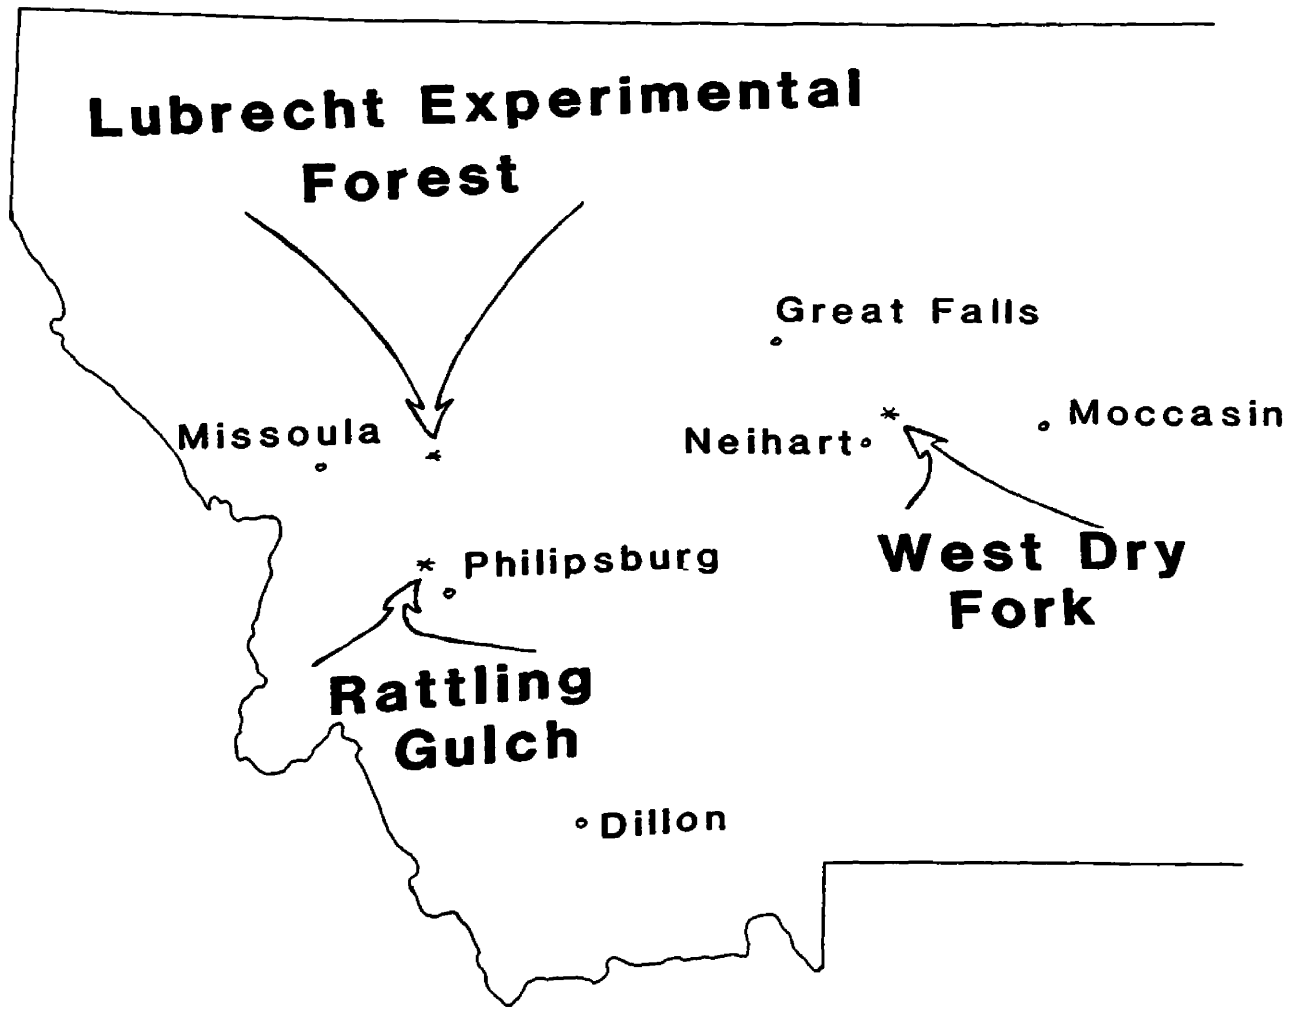 Lubrecht Experimental
Forest
Great Falls
Moccasin
Missoula
Neihart
West Dry
Fork
Philipsburg
Rattling
Gulch
Dillon